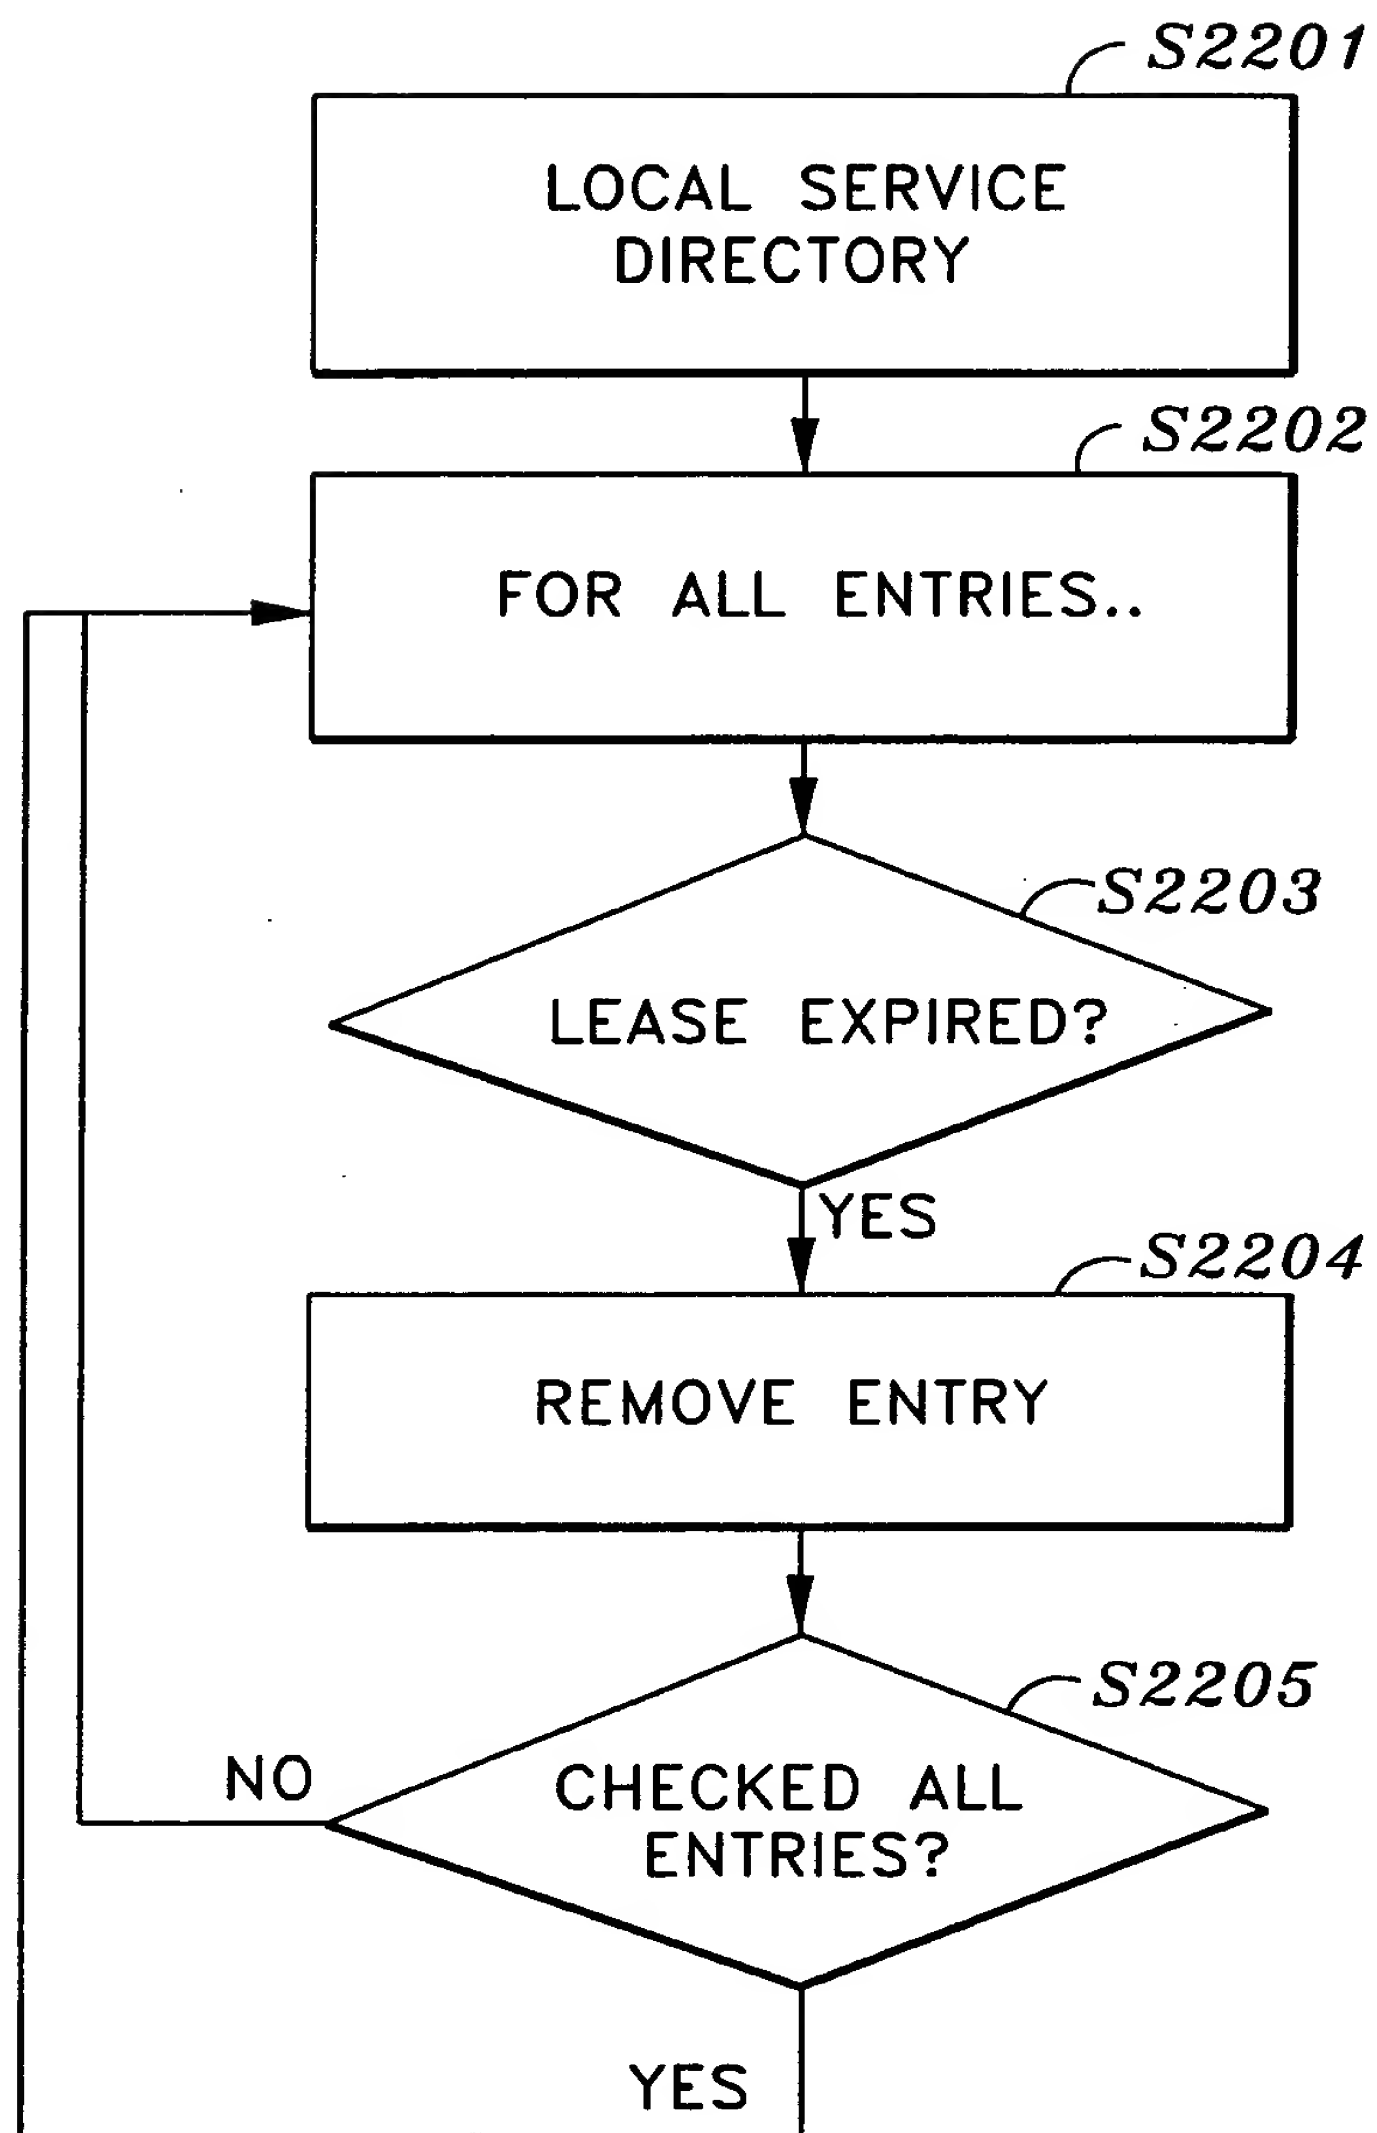 S2201
LOCAL SERVICE
DIRECTORY
S2202
FOR ALL ENTRIES..
S2203
LEASE EXPIRED?
YES
S2204
REMOVE ENTRY
S2205
NO
CHECKED ALL
ENTRIES?
YES